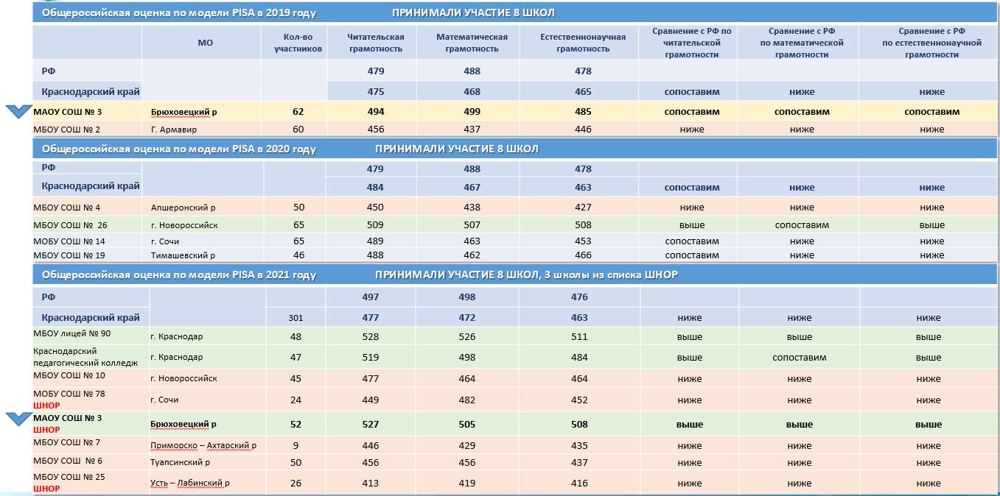 Общероссийская оценка по модели PISA в 2019 году ПРИНИМАЛИ УЧАСТИЕ 8 ШКОЛ
МО Кол-во участников Читательская грамотность Математическая грамотность Естественнонаучная грамотность Сравнение с РФ по читательской грамотности Сравнение с РФ по математической грамотности Сравнение с РФ по естественнонаучной грамотности
РФ 479 488 478
Краснодарский край 475 468 465 сопоставим ниже ниже
МАОУ СОШ № 3 Брюховецкий р 62 494 499 485 сопоставим сопоставим сопоставим
МБОУ СОШ № 2 Г. Армавир 60 456 437 446 ниже ниже ниже
Общероссийская оценка по модели PISA в 2020 году ПРИНИМАЛИ УЧАСТИЕ 8 ШКОЛ
РФ 479 488 478
Краснодарский край 484 467 463 сопоставим ниже ниже
МБОУ СОШ № 4 Апшеронский р 50 450 438 427 ниже ниже ниже
МБОУ СОШ № 26 г. Новороссийск 65 509 507 508 выше сопоставим выше
МОБУ СОШ № 14 г. Сочи 65 489 463 453 сопоставим ниже ниже
МБОУ СОШ № 19 Тимашевский р 46 488 462 466 сопоставим ниже ниже
Общероссийская оценка по модели PISA в 2021 году ПРИНИМАЛИ УЧАСТИЕ 8 ШКОЛ, 3 школы из списка ШНОР
РФ 497 498 476
Краснодарский край 301 477 472 463 ниже ниже ниже
МБОУ лицей № 90 г. Краснодар 48 528 526 511 выше выше выше
Краснодарский педагогический колледж г. Краснодар 47 519 498 484 выше сопоставим выше
МБОУ СОШ № 10 г. Новороссийск 45 477 464 464 ниже ниже ниже
МОБУ СОШ № 78 ШНОР г. Сочи 24 449 482 452 ниже ниже ниже
МАОУ СОШ № 3 ШНОР Брюховецкий р 52 527 505 508 выше выше выше
МБОУ СОШ № 7 Приморско – Ахтарский р 9 446 429 435 ниже ниже ниже
МБОУ СОШ № 6 Туапсинский р 50 456 456 437 ниже ниже ниже
МБОУ СОШ № 25 ШНОР Усть – Лабинский р 26 413 419 416 ниже ниже ниже